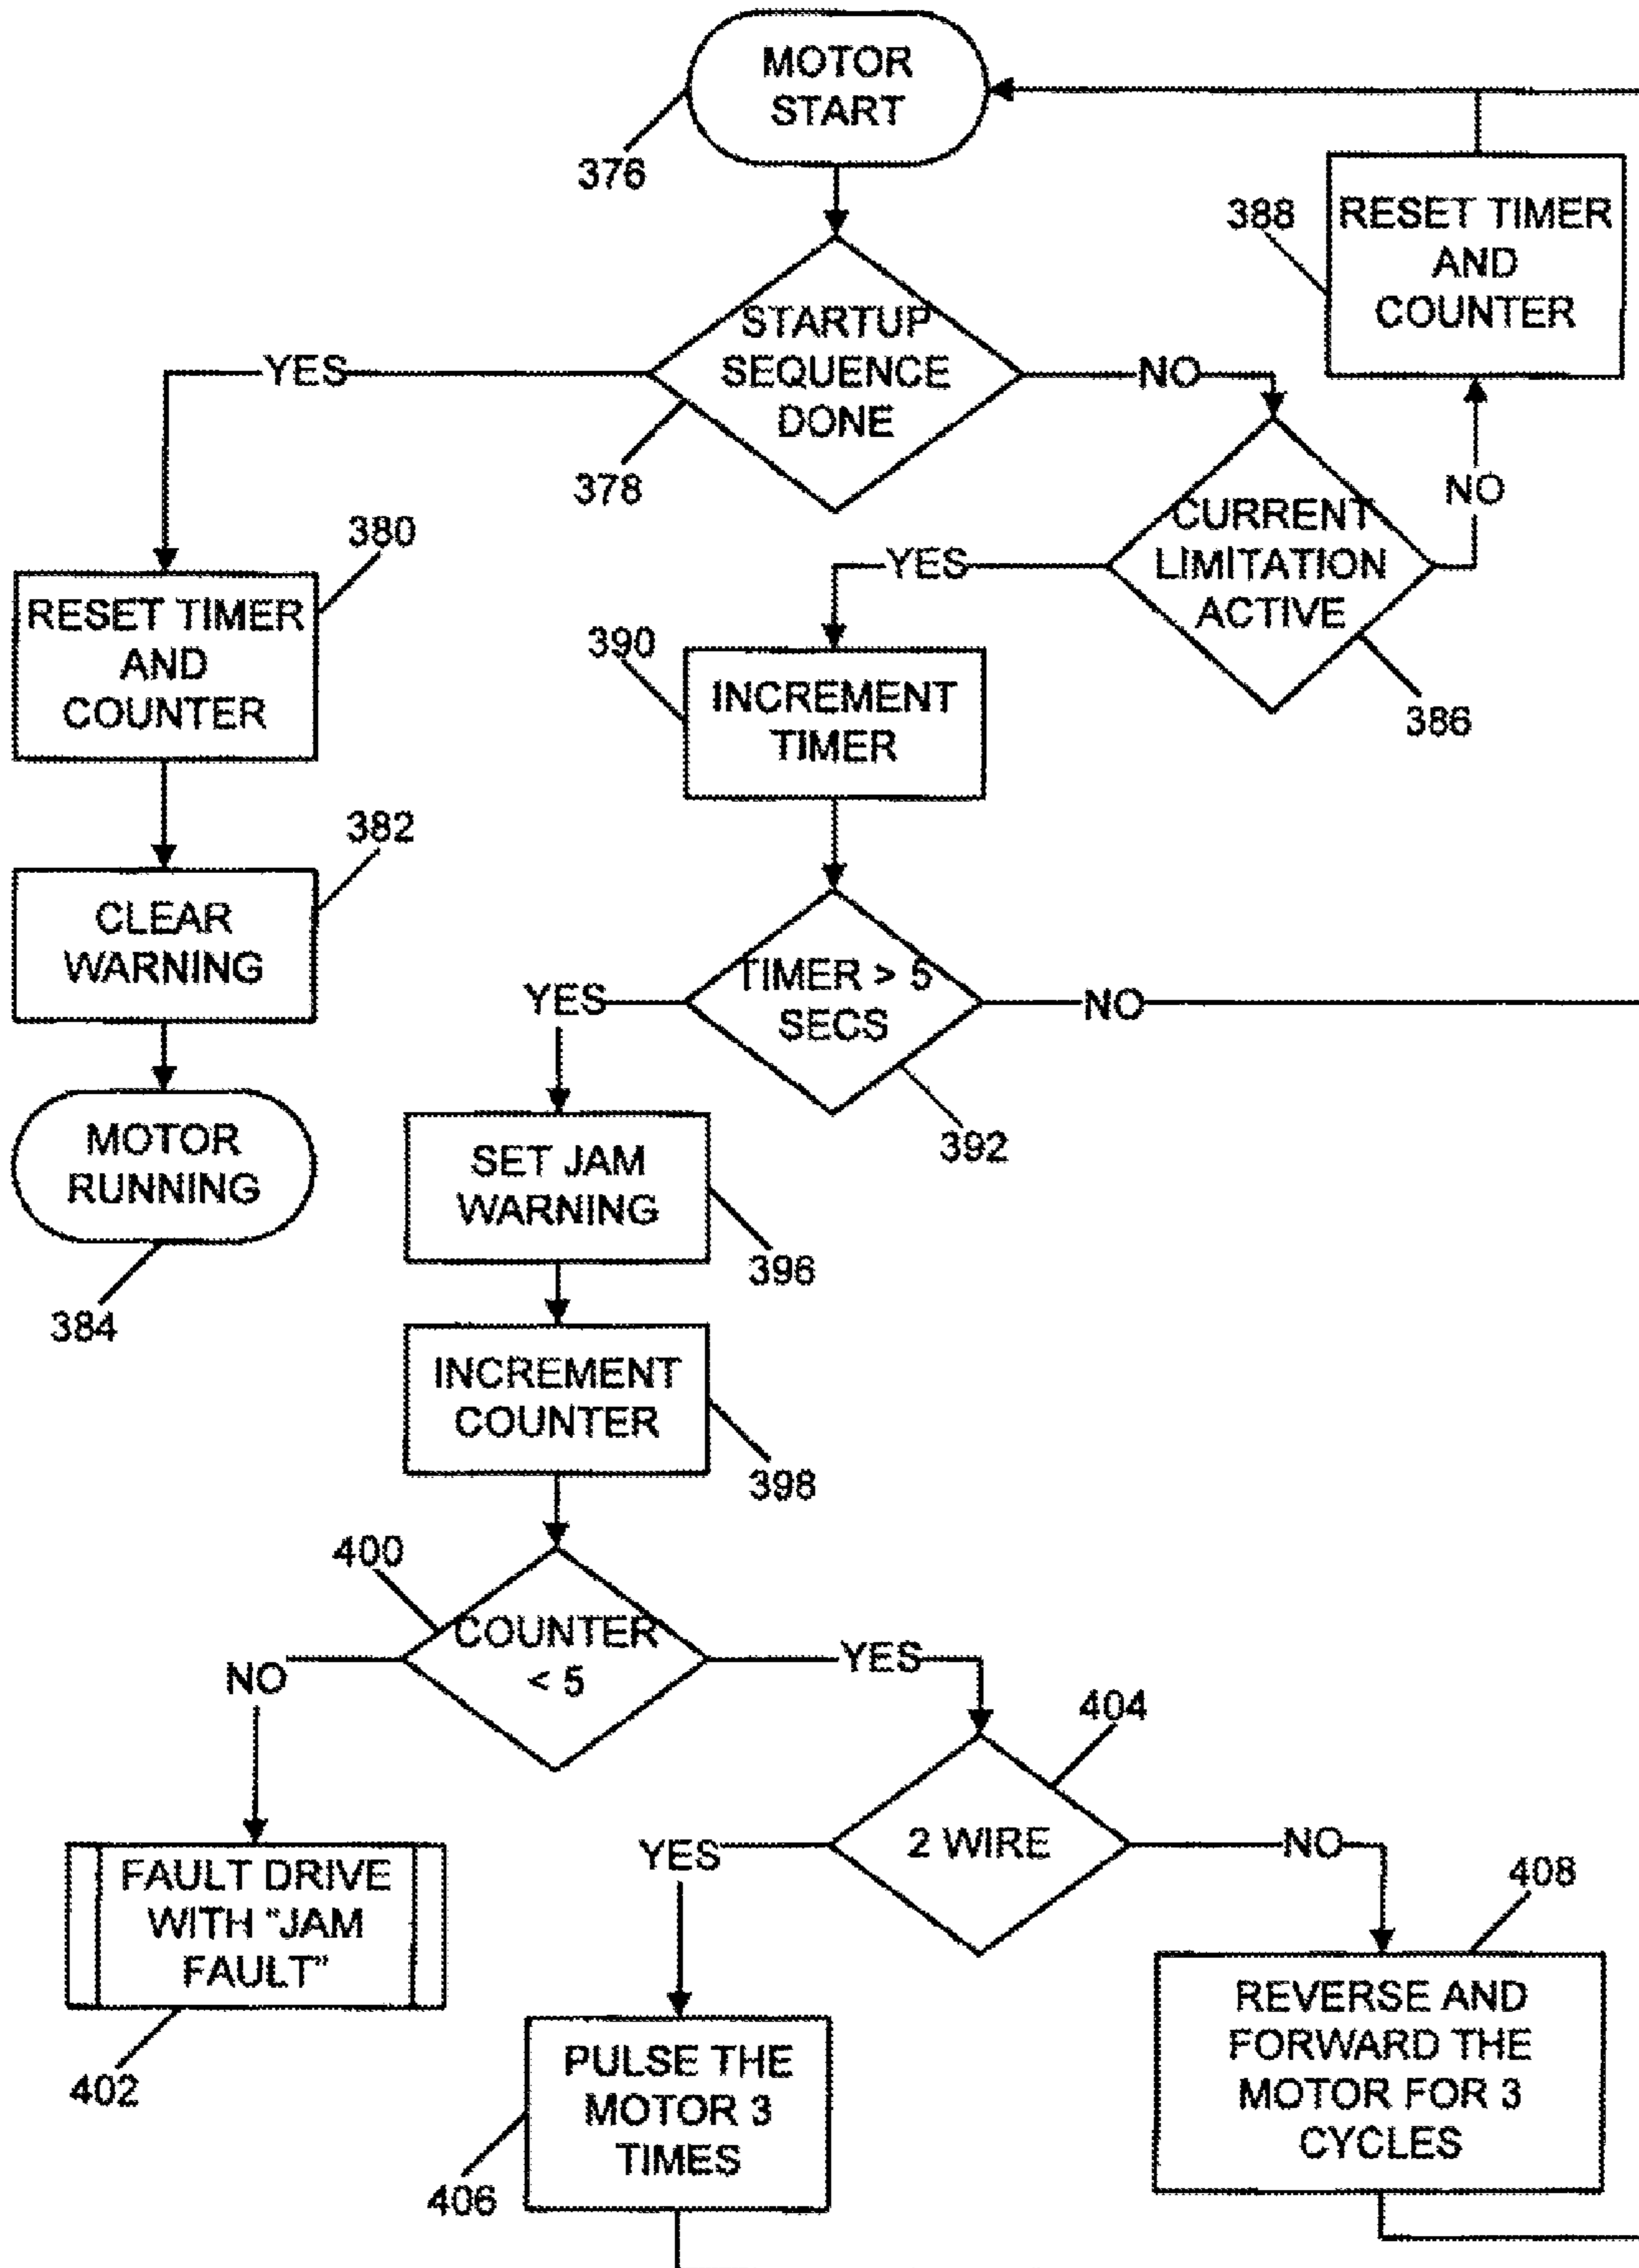 MOTOR
START
376
388
RESET TIMER
AND
COUNTER
STARTUP
SEQUENCE
DONE
YES
NO
378
CURRENT
LIMITATION
ACTIVE
NO
YES
386
380
RESET TIMER
AND
COUNTER
390
INCREMENT
TIMER
382
CLEAR
WARNING
TIMER > 5
SECS
YES
NO
392
MOTOR
RUNNING
384
SET JAM
WARNING
396
INCREMENT
COUNTER
398
400
COUNTER
< 5
NO
YES
404
2 WIRE
YES
NO
FAULT DRIVE
WITH "JAM
FAULT"
402
408
REVERSE AND
FORWARD THE
MOTOR FOR 3
CYCLES
PULSE THE
MOTOR 3
TIMES
406